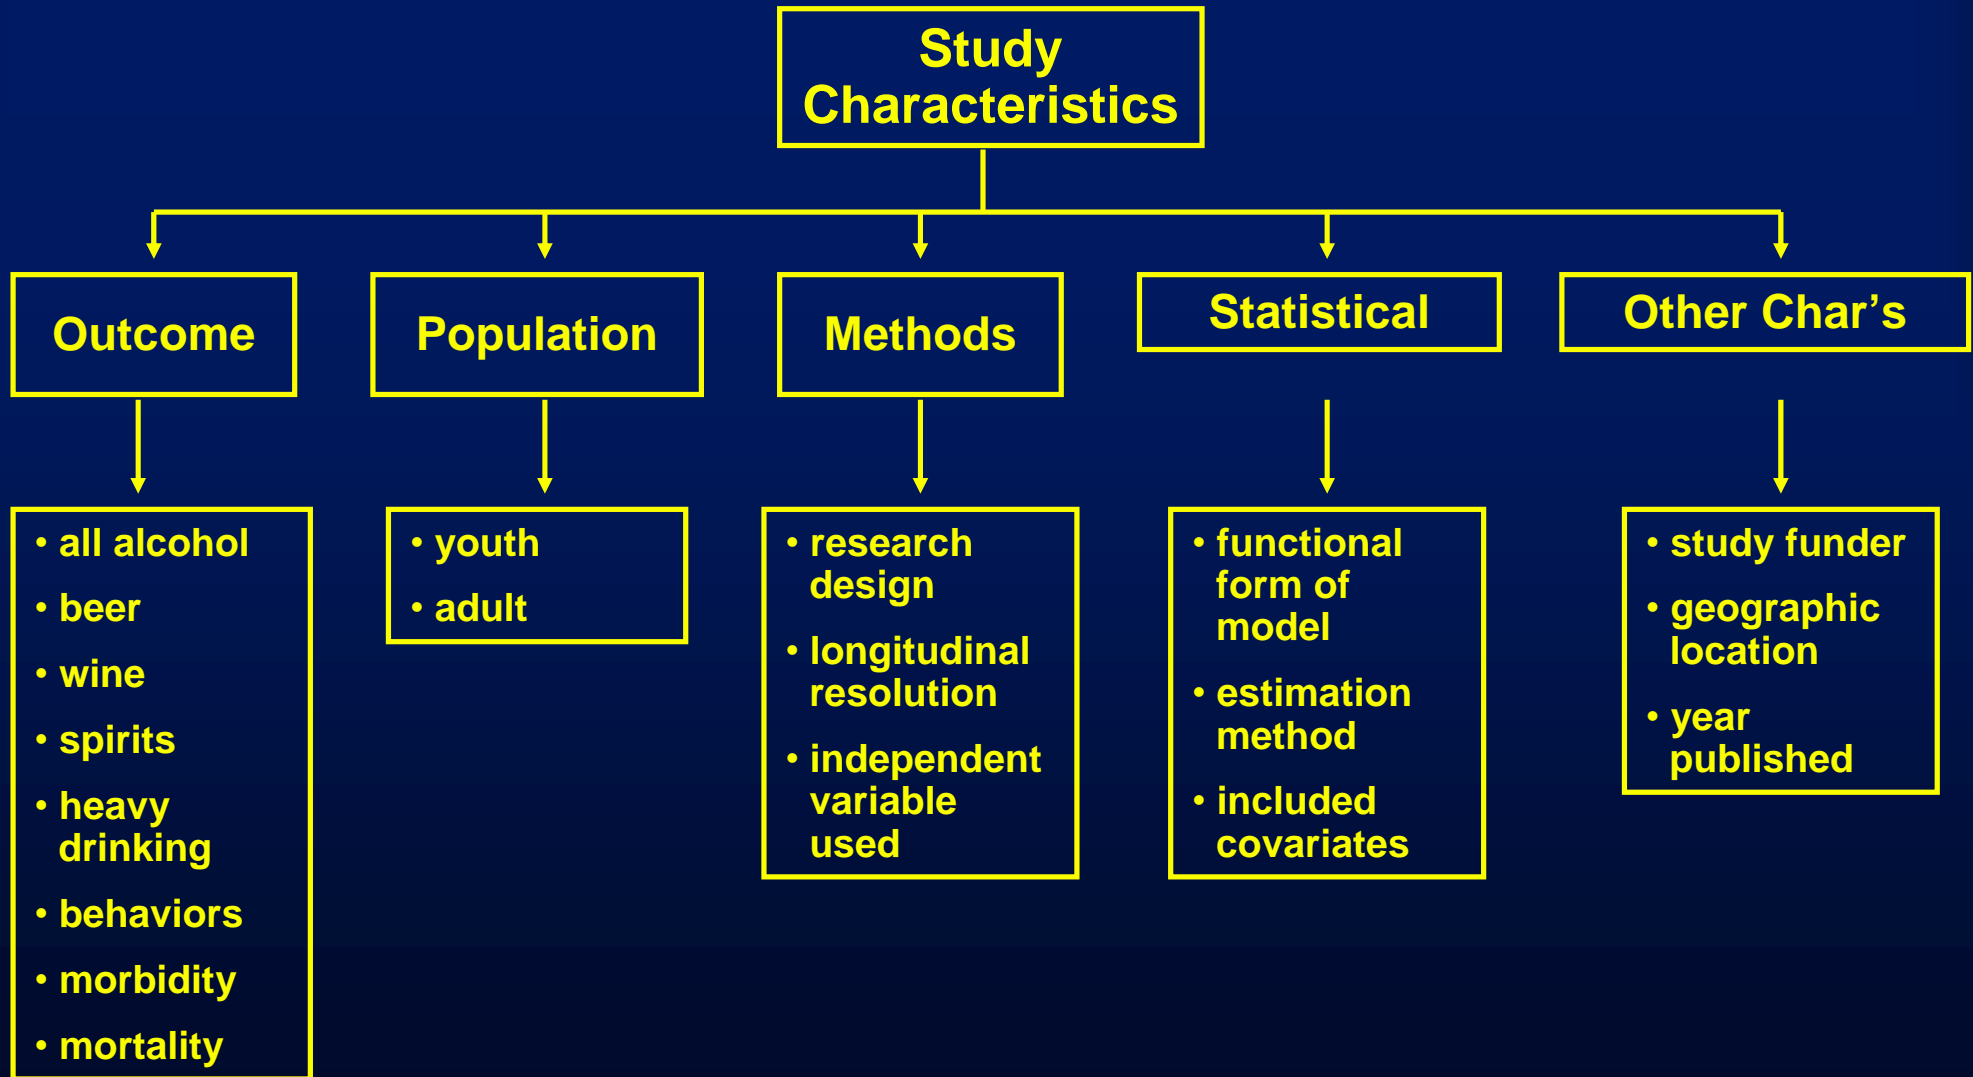 Study
Characteristics
Outcome
Population
Methods
Statistical
Other Char’s
• all alcohol
• beer
• wine
• spirits
• heavy
drinking
• behaviors
• morbidity
• mortality
• youth
• adult
• research
design
• longitudinal
resolution
• independent
variable
used
• functional
form of
model
• estimation
method
• included
covariates
• study funder
• geographic
location
• year
published